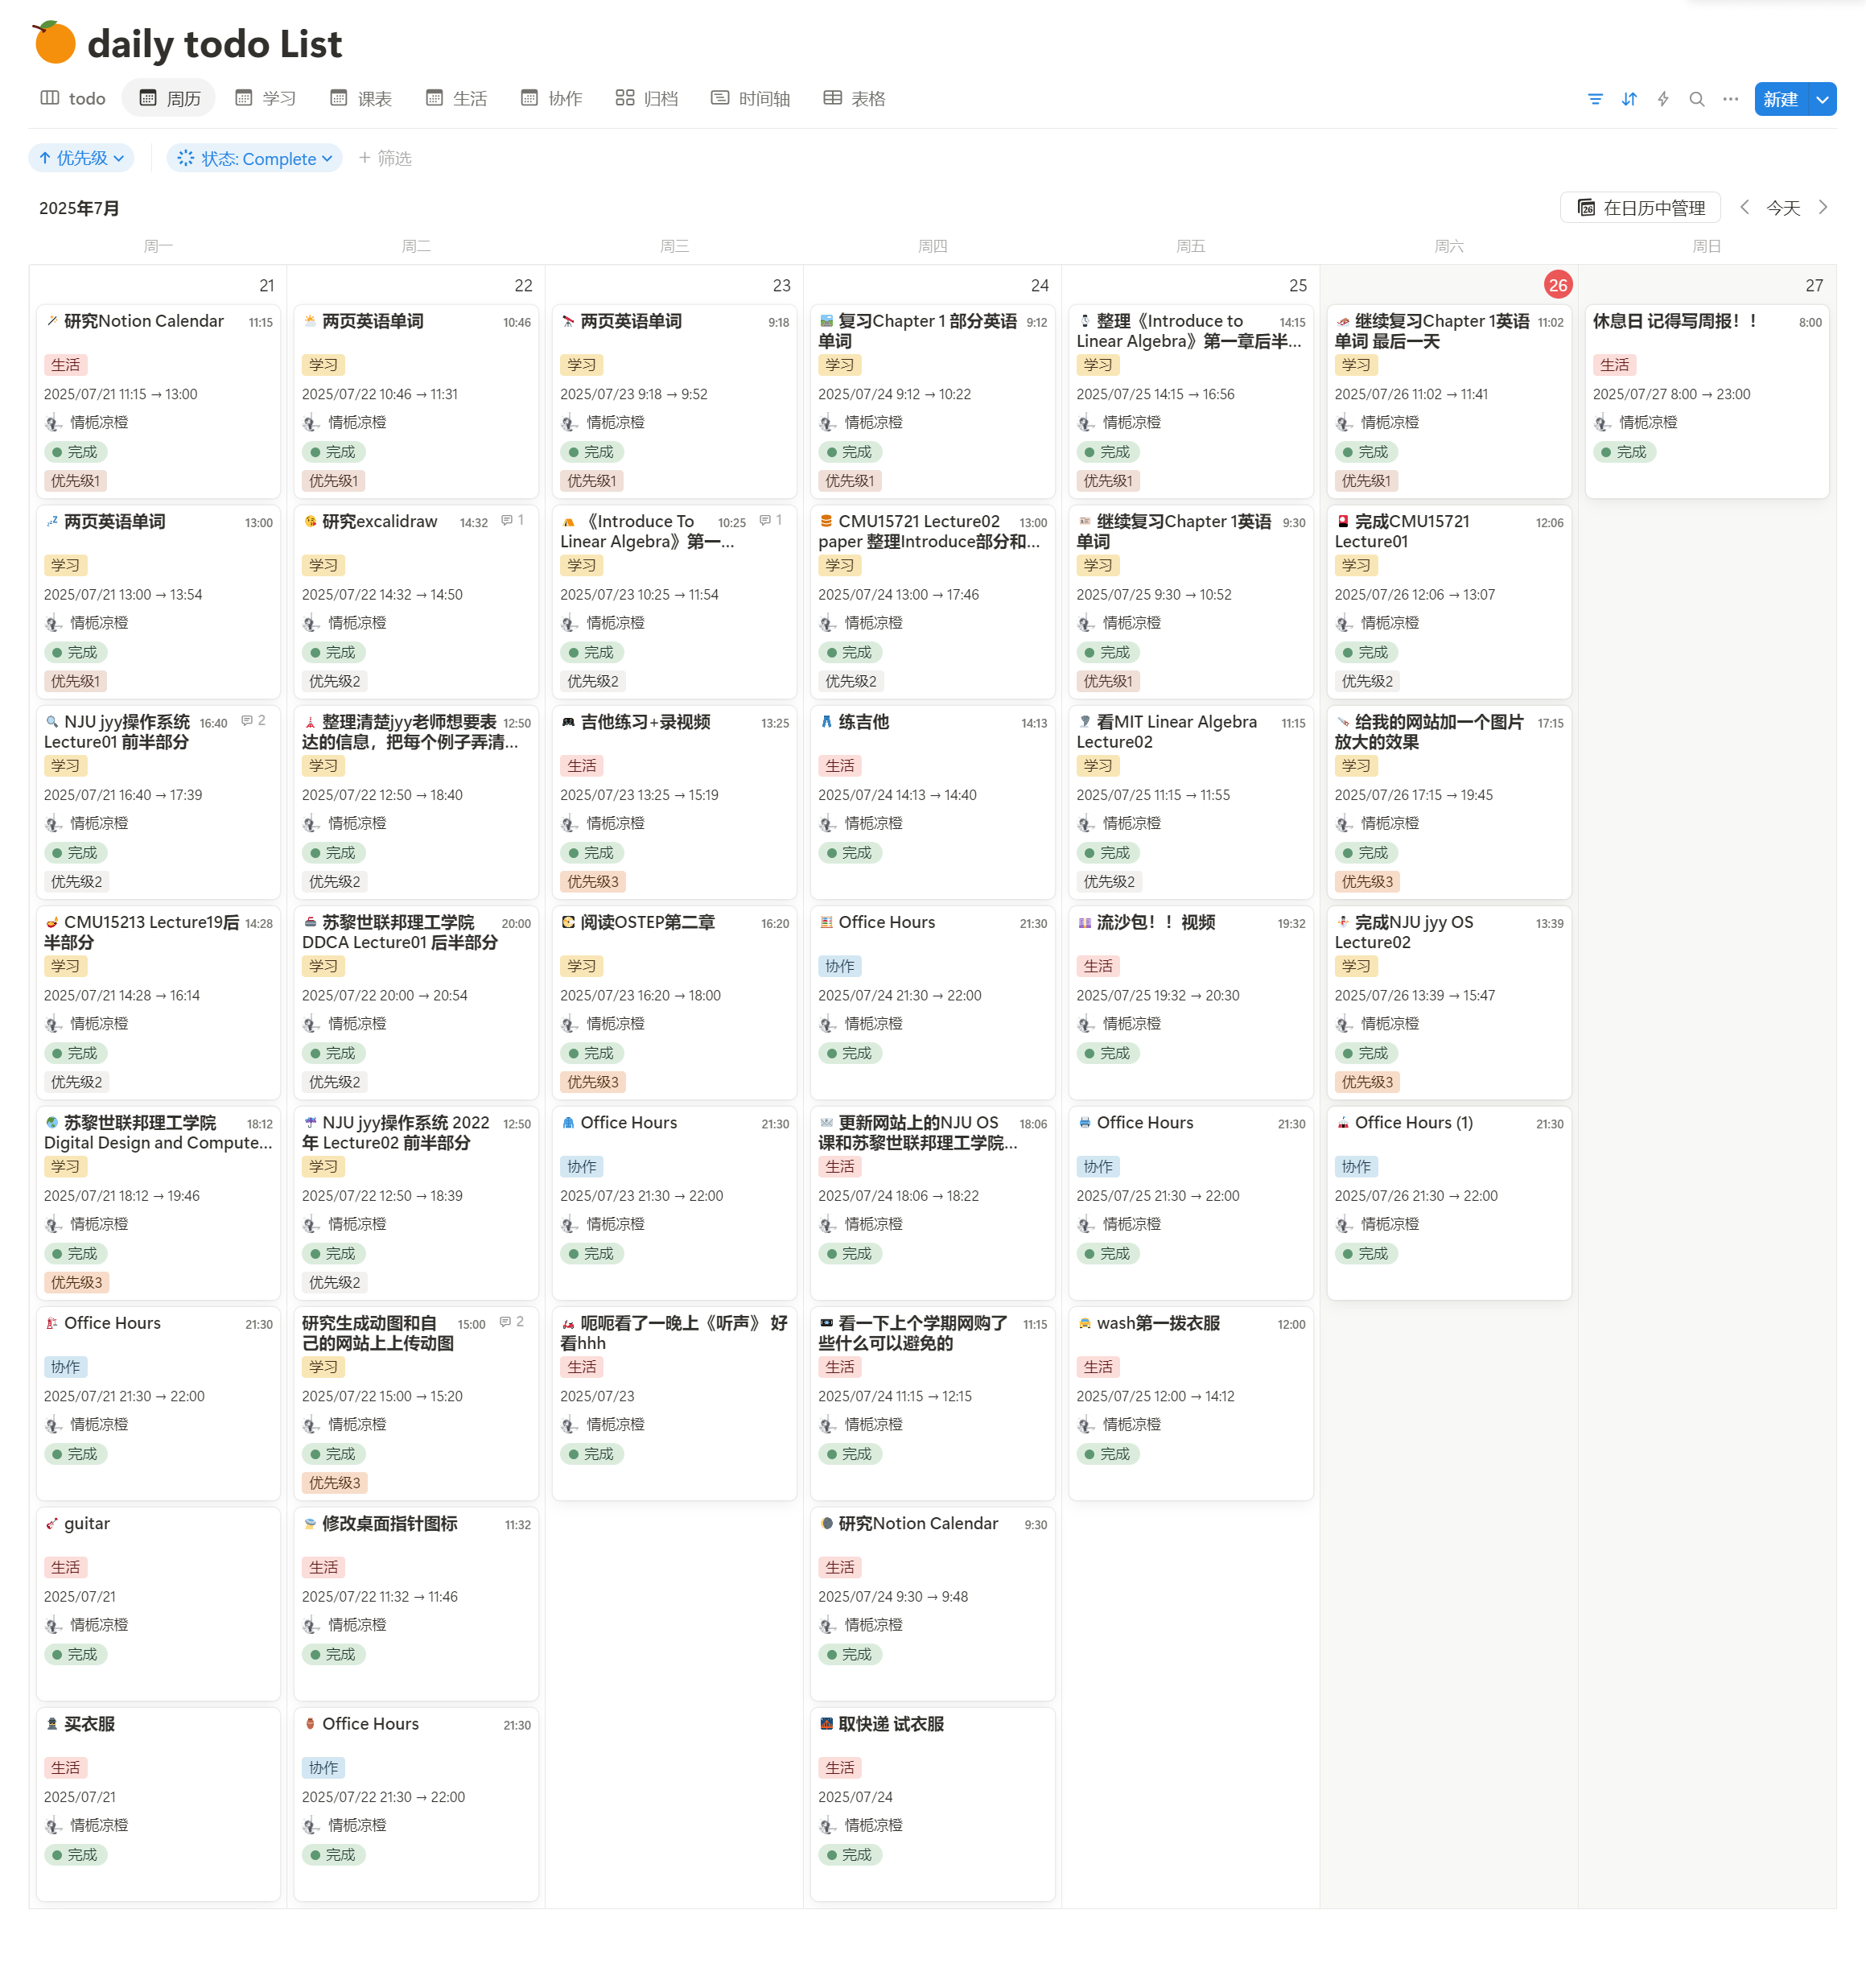 daily todo List
todo 周历 学习 课表 生活 协作 归档 时间轴 表格 新建
优先级 状态: Complete + 筛选
2025年7月 在日历中管理 今天
周一 周二 周三 周四 周五 周六 周日
21
研究Notion Calendar 11:15
生活
2025/07/21 11:15 → 13:00
情栀凉橙
完成
优先级1
两页英语单词 13:00
学习
2025/07/21 13:00 → 13:54
情栀凉橙
完成
优先级1
NJU jyy操作系统 16:40 2
Lecture01 前半部分
学习
2025/07/21 16:40 → 17:39
情栀凉橙
完成
优先级2
CMU15213 Lecture19后 14:28
半部分
学习
2025/07/21 14:28 → 16:14
情栀凉橙
完成
优先级2
苏黎世联邦理工学院 18:12
Digital Design and Compute...
学习
2025/07/21 18:12 → 19:46
情栀凉橙
完成
优先级3
Office Hours 21:30
协作
2025/07/21 21:30 → 22:00
情栀凉橙
完成
guitar
生活
2025/07/21
情栀凉橙
完成
买衣服
生活
2025/07/21
情栀凉橙
完成
22
两页英语单词 10:46
学习
2025/07/22 10:46 → 11:31
情栀凉橙
完成
优先级1
研究excalidraw 14:32 1
学习
2025/07/22 14:32 → 14:50
情栀凉橙
完成
优先级2
整理清楚jyy老师想要表 12:50
达的信息，把每个例子弄清...
学习
2025/07/22 12:50 → 18:40
情栀凉橙
完成
优先级2
苏黎世联邦理工学院 20:00
DDCA Lecture01 后半部分
学习
2025/07/22 20:00 → 20:54
情栀凉橙
完成
优先级2
NJU jyy操作系统 2022 12:50
年 Lecture02 前半部分
学习
2025/07/22 12:50 → 18:39
情栀凉橙
完成
优先级2
研究生成动图和自 15:00 2
己的网站上上传动图
学习
2025/07/22 15:00 → 15:20
情栀凉橙
完成
优先级3
修改桌面指针图标 11:32
生活
2025/07/22 11:32 → 11:46
情栀凉橙
完成
Office Hours 21:30
协作
2025/07/22 21:30 → 22:00
情栀凉橙
完成
23
两页英语单词 9:18
学习
2025/07/23 9:18 → 9:52
情栀凉橙
完成
优先级1
《Introduce To 10:25 1
Linear Algebra》第一...
学习
2025/07/23 10:25 → 11:54
情栀凉橙
完成
优先级2
吉他练习+录视频 13:25
生活
2025/07/23 13:25 → 15:19
情栀凉橙
完成
优先级3
阅读OSTEP第二章 16:20
学习
2025/07/23 16:20 → 18:00
情栀凉橙
完成
优先级3
Office Hours 21:30
协作
2025/07/23 21:30 → 22:00
情栀凉橙
完成
呃呃看了一晚上《听声》 好
看hhh
生活
2025/07/23
情栀凉橙
完成
24
复习Chapter 1 部分英语 9:12
单词
学习
2025/07/24 9:12 → 10:22
情栀凉橙
完成
优先级1
CMU15721 Lecture02 13:00
paper 整理Introduce部分和...
学习
2025/07/24 13:00 → 17:46
情栀凉橙
完成
优先级2
练吉他 14:13
生活
2025/07/24 14:13 → 14:40
情栀凉橙
完成
Office Hours 21:30
协作
2025/07/24 21:30 → 22:00
情栀凉橙
完成
更新网站上的NJU OS 18:06
课和苏黎世联邦理工学院...
生活
2025/07/24 18:06 → 18:22
情栀凉橙
完成
看一下上个学期网购了 11:15
些什么可以避免的
生活
2025/07/24 11:15 → 12:15
情栀凉橙
完成
研究Notion Calendar 9:30
生活
2025/07/24 9:30 → 9:48
情栀凉橙
完成
取快递 试衣服
生活
2025/07/24
情栀凉橙
完成
25
整理《Introduce to 14:15
Linear Algebra》第一章后半...
学习
2025/07/25 14:15 → 16:56
情栀凉橙
完成
优先级1
继续复习Chapter 1英语 9:30
单词
学习
2025/07/25 9:30 → 10:52
情栀凉橙
完成
优先级1
看MIT Linear Algebra 11:15
Lecture02
学习
2025/07/25 11:15 → 11:55
情栀凉橙
完成
优先级2
流沙包！！视频 19:32
生活
2025/07/25 19:32 → 20:30
情栀凉橙
完成
Office Hours 21:30
协作
2025/07/25 21:30 → 22:00
情栀凉橙
完成
wash第一拨衣服 12:00
生活
2025/07/25 12:00 → 14:12
情栀凉橙
完成
26
继续复习Chapter 1英语 11:02
单词 最后一天
学习
2025/07/26 11:02 → 11:41
情栀凉橙
完成
优先级1
完成CMU15721 12:06
Lecture01
学习
2025/07/26 12:06 → 13:07
情栀凉橙
完成
优先级2
给我的网站加一个图片 17:15
放大的效果
学习
2025/07/26 17:15 → 19:45
情栀凉橙
完成
优先级3
完成NJU jyy OS 13:39
Lecture02
学习
2025/07/26 13:39 → 15:47
情栀凉橙
完成
优先级3
Office Hours (1) 21:30
协作
2025/07/26 21:30 → 22:00
情栀凉橙
完成
27
休息日 记得写周报！！ 8:00
生活
2025/07/27 8:00 → 23:00
情栀凉橙
完成